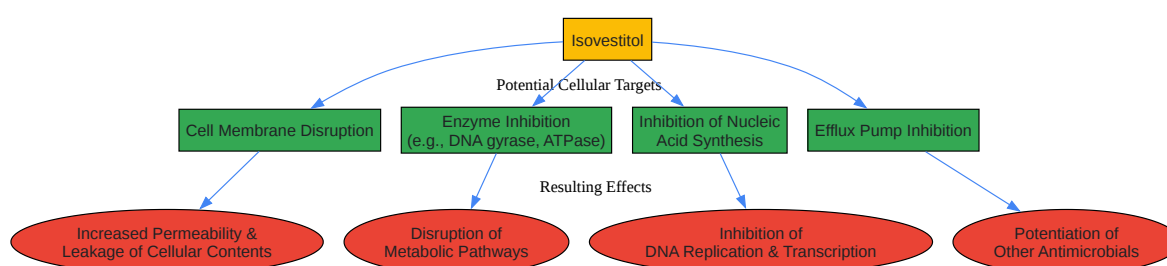 Isovestitol
Potential Cellular Targets
Cell Membrane Disruption
Enzyme Inhibition
(e.g., DNA gyrase, ATPase)
Inhibition of Nucleic
Acid Synthesis
Efflux Pump Inhibition
Resulting Effects
Increased Permeability &
Leakage of Cellular Contents
Disruption of
Metabolic Pathways
Inhibition of
DNA Replication & Transcription
Potentiation of
Other Antimicrobials